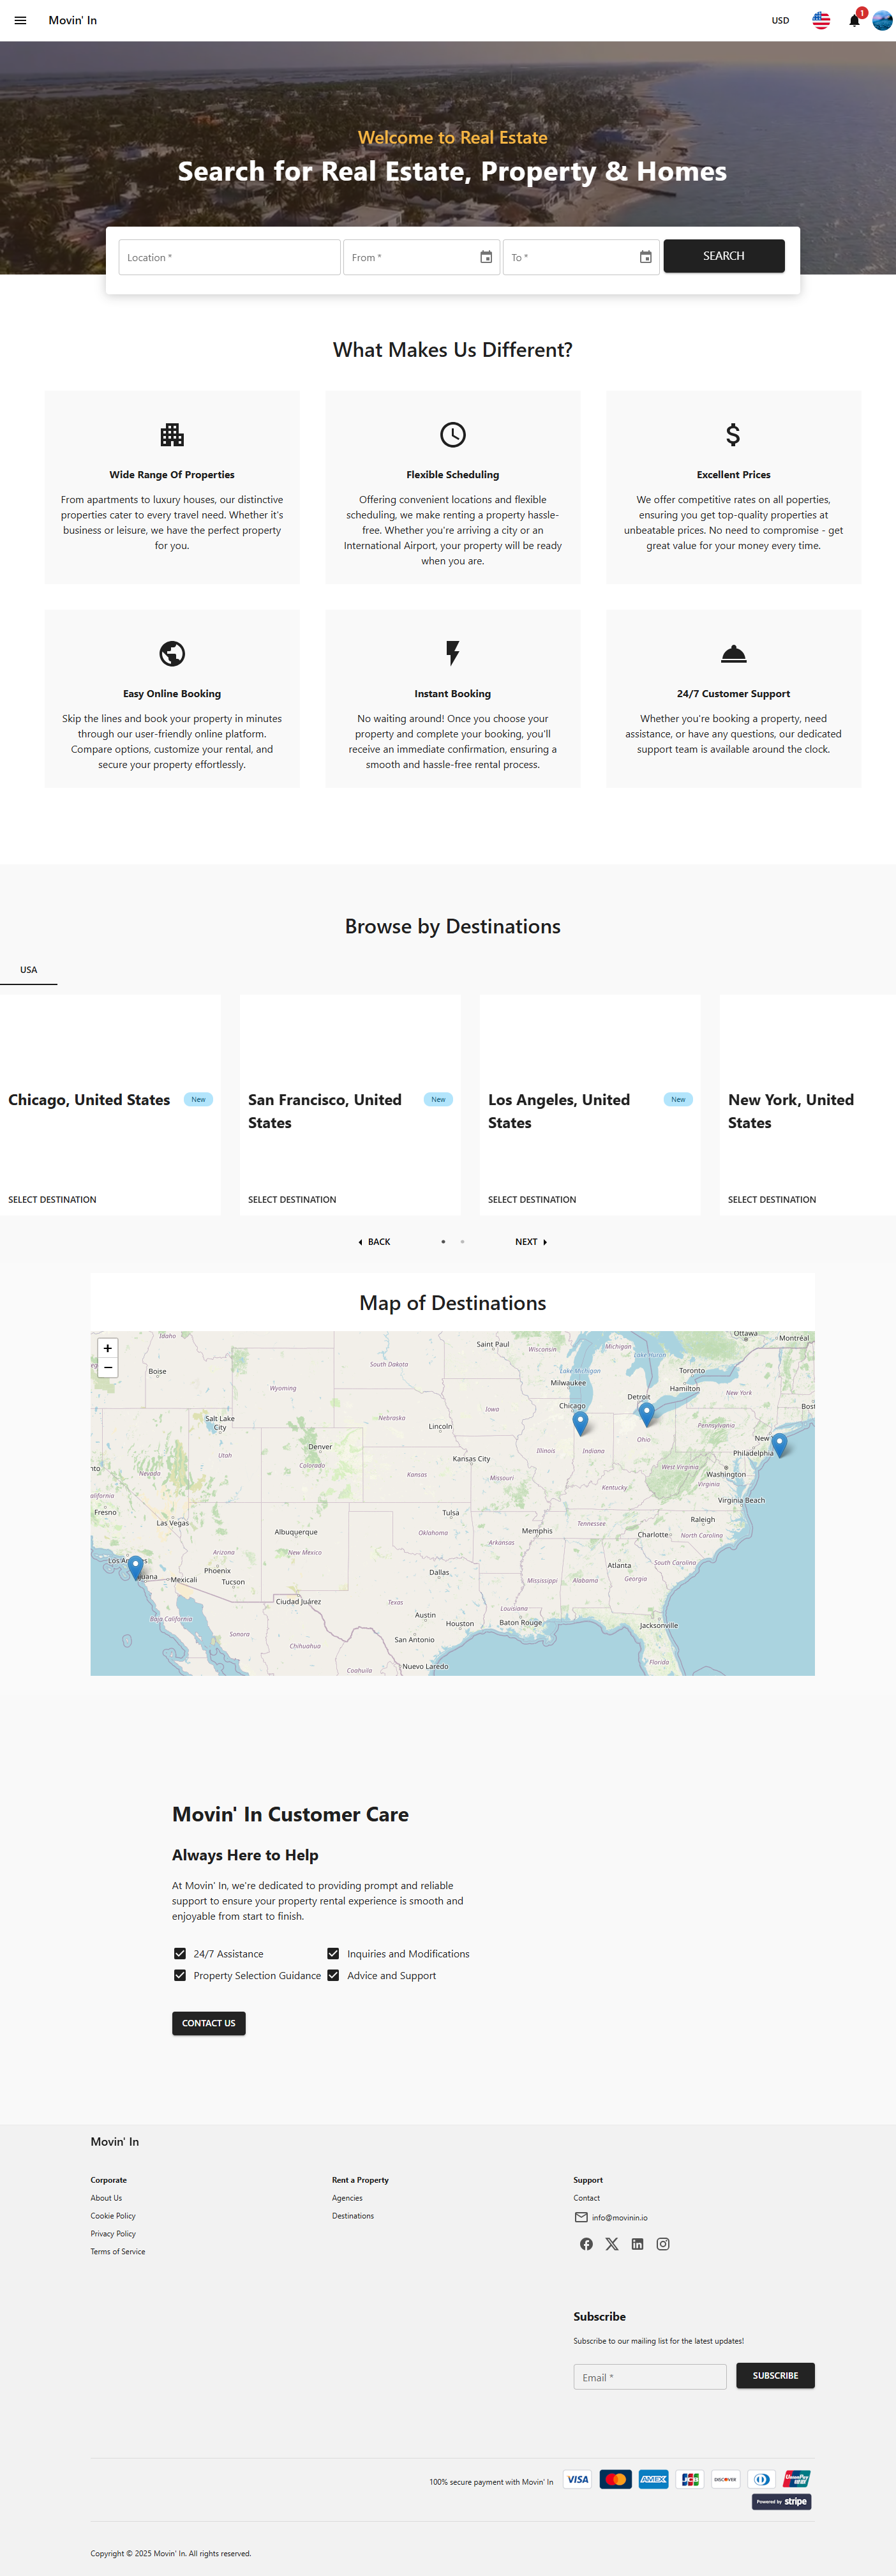 Movin' In
USD
1
Welcome to Real Estate
Search for Real Estate, Property & Homes
Location *
From *
To *
SEARCH
What Makes Us Different?
Wide Range Of Properties
From apartments to luxury houses, our distinctive
properties cater to every travel need. Whether it's
business or leisure, we have the perfect property
for you.
Flexible Scheduling
Offering convenient locations and flexible
scheduling, we make renting a property hassle-
free. Whether you're arriving a city or an
International Airport, your property will be ready
when you are.
Excellent Prices
We offer competitive rates on all poperties,
ensuring you get top-quality properties at
unbeatable prices. No need to compromise - get
great value for your money every time.
Easy Online Booking
Skip the lines and book your property in minutes
through our user-friendly online platform.
Compare options, customize your rental, and
secure your property effortlessly.
Instant Booking
No waiting around! Once you choose your
property and complete your booking, you'll
receive an immediate confirmation, ensuring a
smooth and hassle-free rental process.
24/7 Customer Support
Whether you're booking a property, need
assistance, or have any questions, our dedicated
support team is available around the clock.
Browse by Destinations
USA
Chicago, United States
New
SELECT DESTINATION
San Francisco, United
States
New
SELECT DESTINATION
Los Angeles, United
States
New
SELECT DESTINATION
New York, United
States
SELECT DESTINATION
BACK
NEXT
Map of Destinations
+
−
Idaho
Boise
Wyoming
South Dakota
Saint Paul
Wisconsin
Michigan
Lake Huron
Ottawa
Montréal
Lake Michigan
Milwaukee
Toronto
Hamilton
New York
Detroit
Chicago
Salt Lake
City
Nebraska
Iowa
Lincoln
Pennsylvania
Bost
Utah
Denver
Colorado
Kansas City
Illinois
Indiana
Ohio
New
Philadelphia
Nevada
Kansas
Missouri
West Virginia
Washington
Virginia
nto
alifornia
Fresno
Las Vegas
Tulsa
Kentucky
Virginia Beach
Raleigh
Albuquerque
Oklahoma
Memphis
Tennessee
Charlotte
North Carolina
Arkansas
Arizona
New Mexico
Los Angeles
juana
Mexicali
Phoenix
Tucson
Dallas
Mississippi
Alabama
Atlanta
Georgia
South Carolina
Ciudad Juárez
Texas
Louisiana
Baja California
Austin
Houston
Baton Rouge
Jacksonville
Sonora
Chihuahua
San Antonio
Coahuila
Nuevo Laredo
Florida
Movin' In Customer Care
Always Here to Help
At Movin' In, we're dedicated to providing prompt and reliable
support to ensure your property rental experience is smooth and
enjoyable from start to finish.
24/7 Assistance
Inquiries and Modifications
Property Selection Guidance
Advice and Support
CONTACT US
Movin' In
Corporate
About Us
Cookie Policy
Privacy Policy
Terms of Service
Rent a Property
Agencies
Destinations
Support
Contact
info@movinin.io
Subscribe
Subscribe to our mailing list for the latest updates!
Email *
SUBSCRIBE
100% secure payment with Movin' In
VISA
AMEX
JCB
DISCOVER
UnionPay
银联
Powered by stripe
Copyright © 2025 Movin' In. All rights reserved.